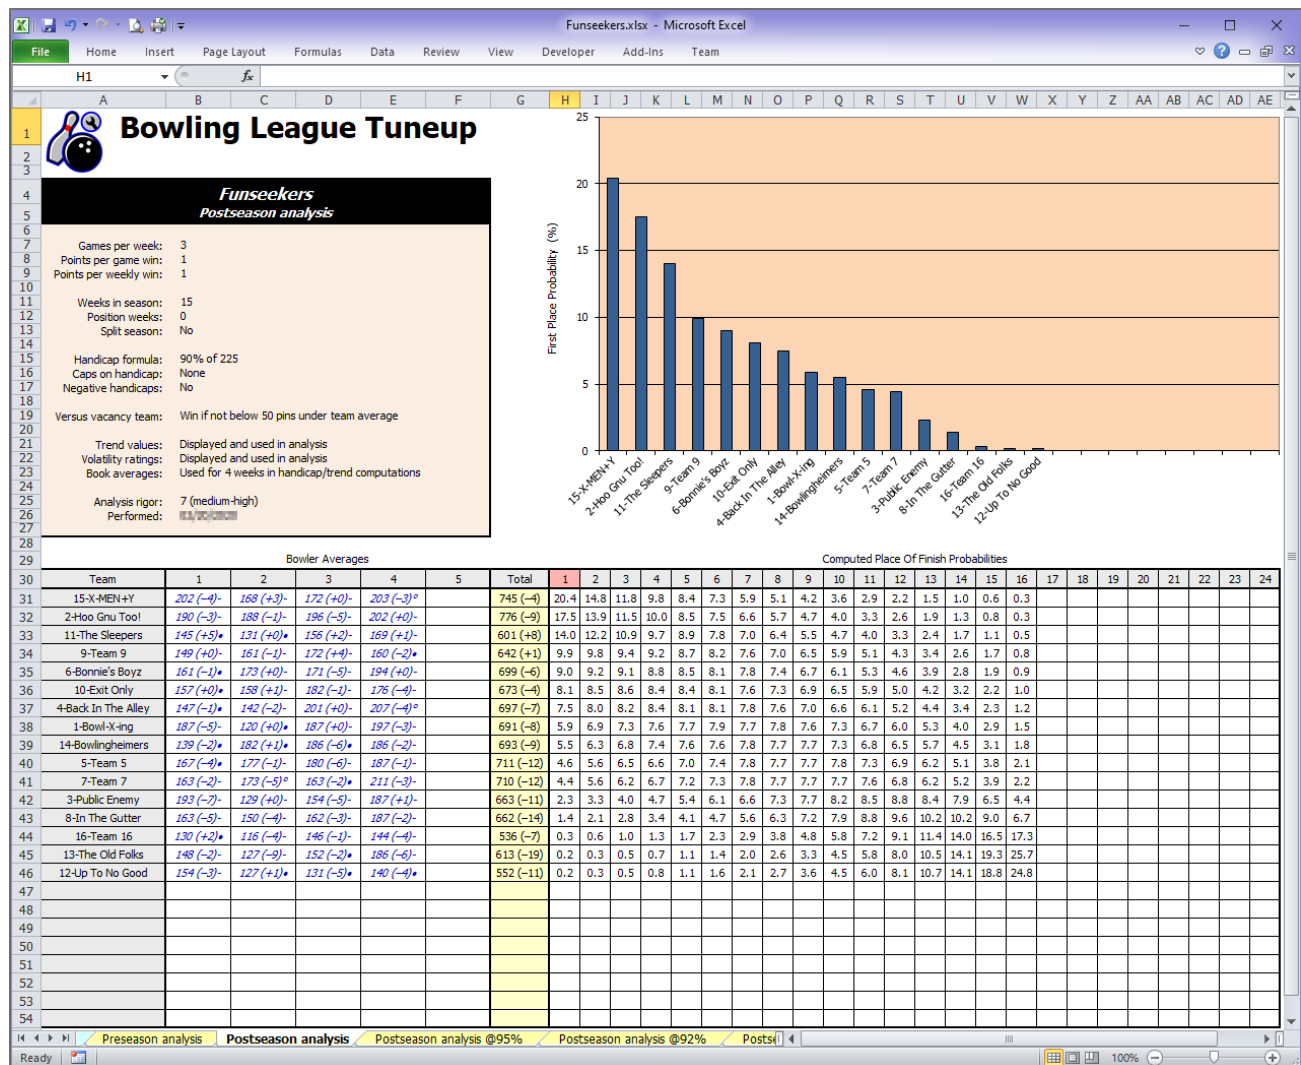 Funseekers.xlsx - Microsoft Excel
File Home Insert Page Layout Formulas Data Review View Developer Add-Ins Team
H1 fx
A B C D E F G H I J K L M N O P Q R S T U V W X Y Z AA AB AC AD AE
Bowling League Tuneup
Funseekers
Postseason analysis
Games per week: 3
Points per game win: 1
Points per weekly win: 1
Weeks in season: 15
Position weeks: 0
Split season: No
Handicap formula: 90% of 225
Caps on handicap: None
Negative handicaps: No
Versus vacancy team: Win if not below 50 pins under team average
Trend values: Displayed and used in analysis
Volatility ratings: Displayed and used in analysis
Book averages: Used for 4 weeks in handicap/trend computations
Analysis rigor: 7 (medium-high)
Performed:
First Place Probability (%)
25
20
15
10
5
0
15-X-MEN+Y
2-Hoo Gnu Too!
11-The Sleepers
9-Team 9
6-Bonnie's Boyz
10-Exit Only
4-Back In The Alley
1-Bowl-X-ing
14-Bowlingheimers
5-Team 5
7-Team 7
3-Public Enemy
8-In The Gutter
16-Team 16
13-The Old Folks
12-Up To No Good
Bowler Averages Computed Place Of Finish Probabilities
30 Team 1 2 3 4 5 Total 1 2 3 4 5 6 7 8 9 10 11 12 13 14 15 16 17 18 19 20 21 22 23 24
31 15-X-MEN+Y 202 (−4)- 168 (+3)- 172 (+0)- 203 (−3)° 745 (−4) 20.4 14.8 11.8 9.8 8.4 7.3 5.9 5.1 4.2 3.6 2.9 2.2 1.5 1.0 0.6 0.3
32 2-Hoo Gnu Too! 190 (−3)- 188 (−1)- 196 (−5)- 202 (+0)- 776 (−9) 17.5 13.9 11.5 10.0 8.5 7.5 6.6 5.7 4.7 4.0 3.3 2.6 1.9 1.3 0.8 0.3
33 11-The Sleepers 145 (+5)• 131 (+0)• 156 (+2)- 169 (+1)- 601 (+8) 14.0 12.2 10.9 9.7 8.9 7.8 7.0 6.4 5.5 4.7 4.0 3.3 2.4 1.7 1.1 0.5
34 9-Team 9 149 (+0)- 161 (−1)- 172 (+4)- 160 (−2)• 642 (+1) 9.9 9.8 9.4 9.2 8.7 8.2 7.6 7.0 6.5 5.9 5.1 4.3 3.4 2.6 1.7 0.8
35 6-Bonnie's Boyz 161 (−1)• 173 (+0)- 171 (−5)- 194 (+0)- 699 (−6) 9.0 9.2 9.1 8.8 8.5 8.1 7.8 7.4 6.7 6.1 5.3 4.6 3.9 2.8 1.9 0.9
36 10-Exit Only 157 (+0)• 158 (+1)- 182 (−1)- 176 (−4)- 673 (−4) 8.1 8.5 8.6 8.4 8.4 8.1 7.6 7.3 6.9 6.5 5.9 5.0 4.2 3.2 2.2 1.0
37 4-Back In The Alley 147 (−1)• 142 (−2)- 201 (+0)- 207 (−4)° 697 (−7) 7.5 8.0 8.2 8.4 8.1 8.1 7.8 7.6 7.0 6.6 6.1 5.2 4.4 3.4 2.3 1.2
38 1-Bowl-X-ing 187 (−5)- 120 (+0)• 187 (+0)- 197 (−3)- 691 (−8) 5.9 6.9 7.3 7.6 7.7 7.9 7.7 7.8 7.6 7.3 6.7 6.0 5.3 4.0 2.9 1.5
39 14-Bowlingheimers 139 (−2)• 182 (+1)• 186 (−6)• 186 (−2)- 693 (−9) 5.5 6.3 6.8 7.4 7.6 7.6 7.8 7.7 7.7 7.3 6.8 6.5 5.7 4.5 3.1 1.8
40 5-Team 5 167 (−4)• 177 (−1)- 180 (−6)- 187 (−1)- 711 (−12) 4.6 5.6 6.5 6.6 7.0 7.4 7.8 7.7 7.7 7.8 7.3 6.9 6.2 5.1 3.8 2.1
41 7-Team 7 163 (−2)- 173 (−5)° 163 (−2)• 211 (−3)- 710 (−12) 4.4 5.6 6.2 6.7 7.2 7.3 7.8 7.7 7.7 7.7 7.6 6.8 6.2 5.2 3.9 2.2
42 3-Public Enemy 193 (−7)- 129 (+0)- 154 (−5)- 187 (+1)- 663 (−11) 2.3 3.3 4.0 4.7 5.4 6.1 6.6 7.3 7.7 8.2 8.5 8.8 8.4 7.9 6.5 4.4
43 8-In The Gutter 163 (−5)- 150 (−4)- 162 (−3)- 187 (−2)- 662 (−14) 1.4 2.1 2.8 3.4 4.1 4.7 5.6 6.3 7.2 7.9 8.8 9.6 10.2 10.2 9.0 6.7
44 16-Team 16 130 (+2)• 116 (−4)- 146 (−1)- 144 (−4)- 536 (−7) 0.3 0.6 1.0 1.3 1.7 2.3 2.9 3.8 4.8 5.8 7.2 9.1 11.4 14.0 16.5 17.3
45 13-The Old Folks 148 (−2)- 127 (−9)- 152 (−2)• 186 (−6)- 613 (−19) 0.2 0.3 0.5 0.7 1.1 1.4 2.0 2.6 3.3 4.5 5.8 8.0 10.5 14.1 19.3 25.7
46 12-Up To No Good 154 (−3)- 127 (+1)• 131 (−5)• 140 (−4)• 552 (−11) 0.2 0.3 0.5 0.8 1.1 1.6 2.1 2.7 3.6 4.5 6.0 8.1 10.7 14.1 18.8 24.8
47
48
49
50
51
52
53
54
Preseason analysis Postseason analysis Postseason analysis @95% Postseason analysis @92% Posts
Ready 100%